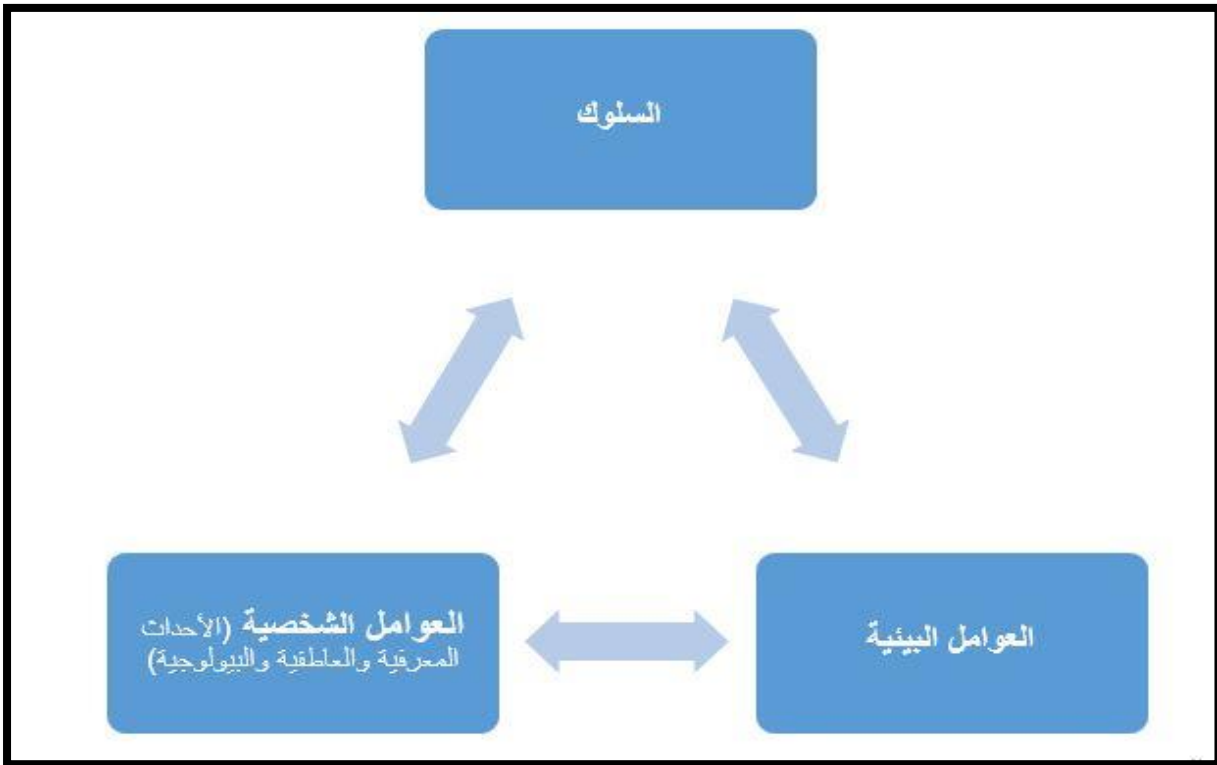 السلوك
العوامل الشخصية (الأحداث
المعرفية والعاطفية والبيولوجية)
العوامل البيئية